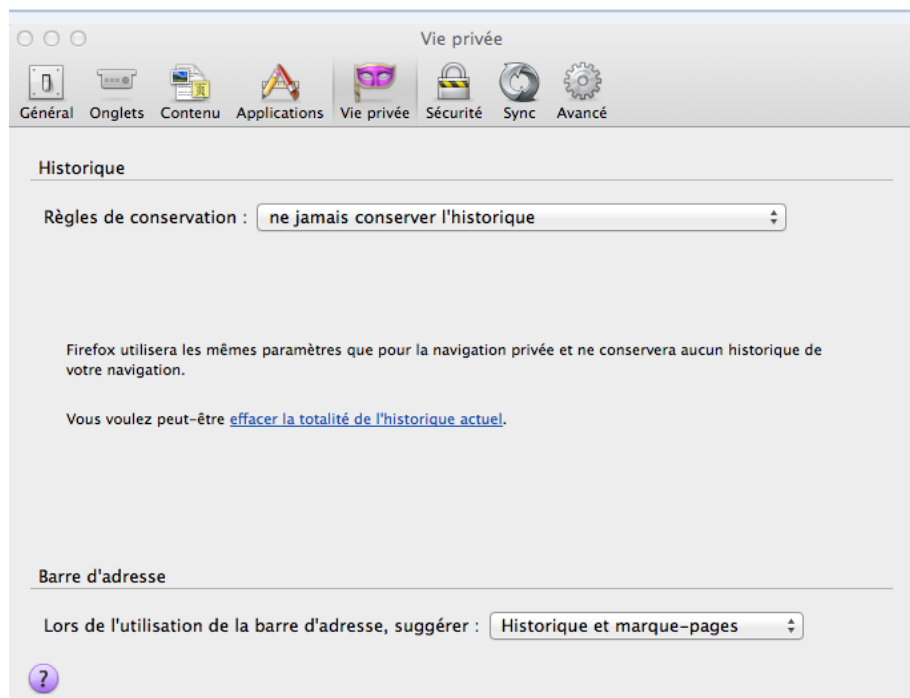 Vie privée
Général Onglets Contenu Applications Vie privée Sécurité Sync Avancé
Historique
Règles de conservation : ne jamais conserver l'historique
Firefox utilisera les mêmes paramètres que pour la navigation privée et ne conservera aucun historique de
votre navigation.
Vous voulez peut-être effacer la totalité de l'historique actuel.
Barre d'adresse
Lors de l'utilisation de la barre d'adresse, suggérer : Historique et marque-pages
?